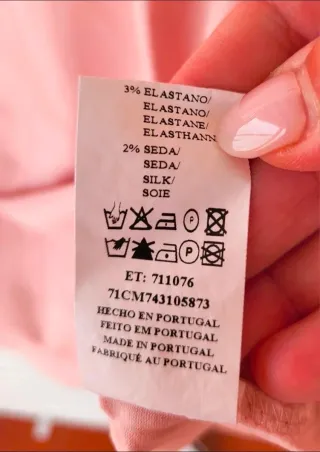 3% ELASTANO/
ELASTANO/
ELASTANE/
ELASTHANN
2% SEDA/
SEDA/
SILK/
SOIE
P
P
ET: 711076
71CM743105873
HECHO EN PORTUGAL
FEITO EM PORTUGAL
MADE IN PORTUGAL
FABRIQUÉ AU PORTUGAL